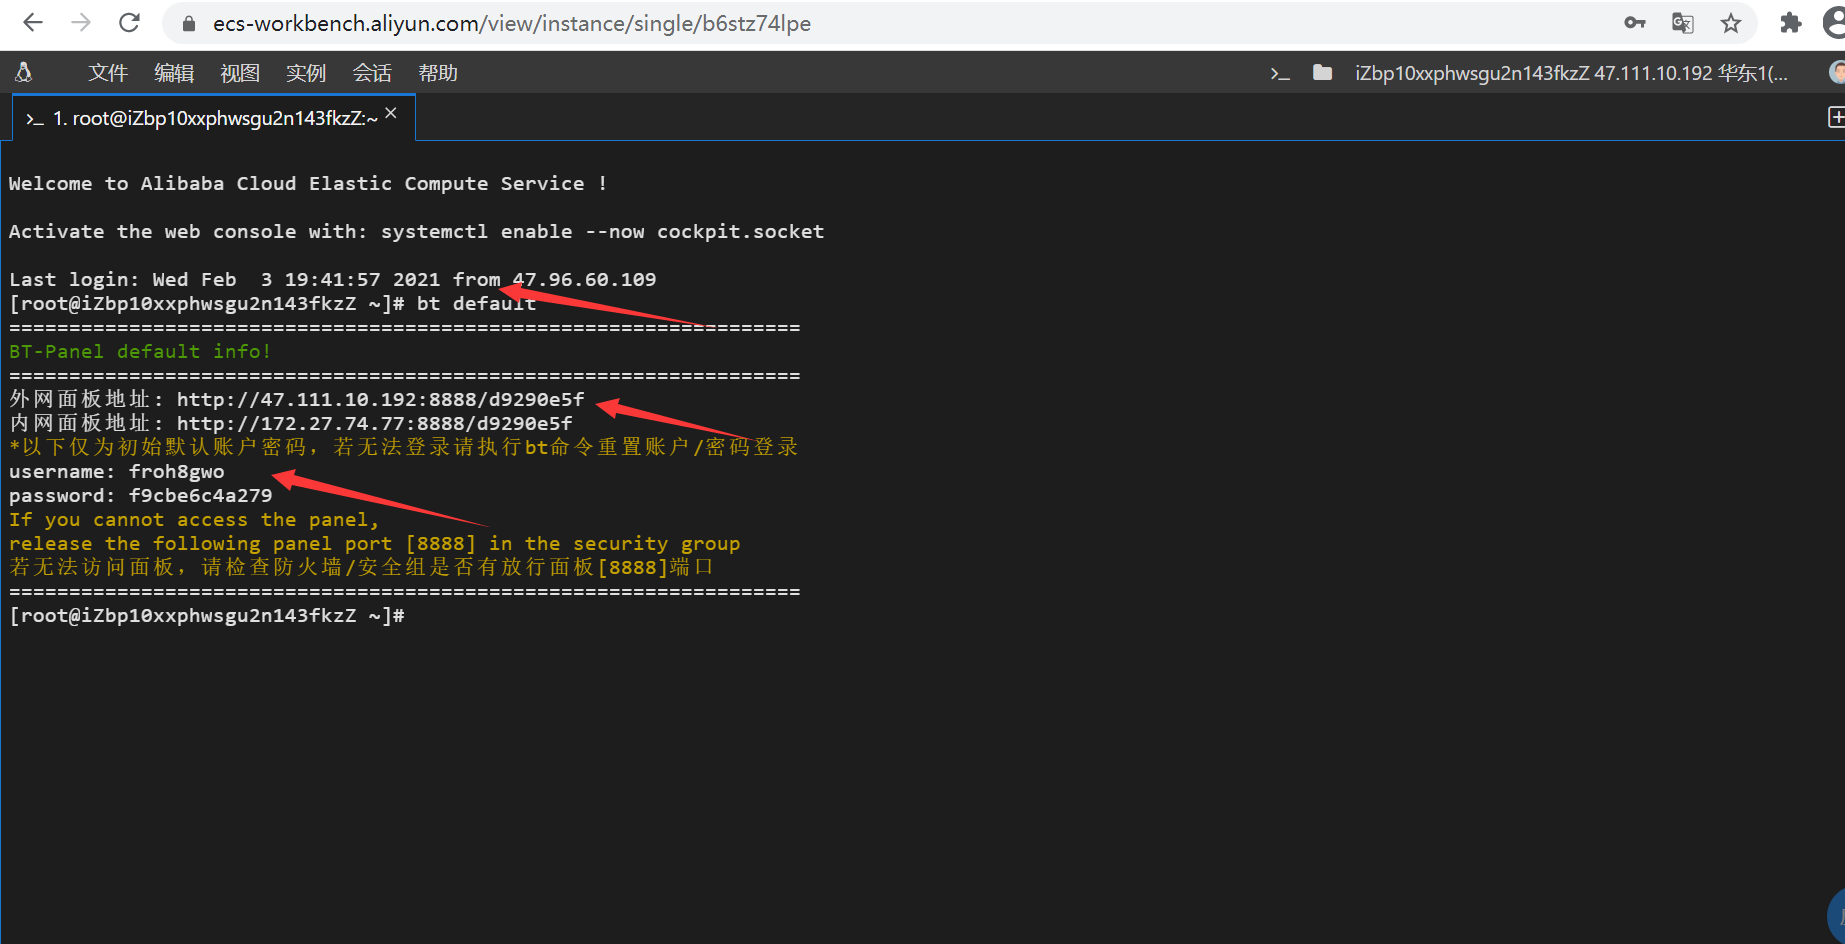 ecs-workbench.aliyun.com/view/instance/single/b6stz74lpe
文件 编辑 视图 实例 会话 帮助 >_ iZbp10xxphwsgu2n143fkzZ 47.111.10.192 华东1(...
>_ 1. root@iZbp10xxphwsgu2n143fkzZ:~ ×
Welcome to Alibaba Cloud Elastic Compute Service !
Activate the web console with: systemctl enable --now cockpit.socket
Last login: Wed Feb  3 19:41:57 2021 from 47.96.60.109
[root@iZbp10xxphwsgu2n143fkzZ ~]# bt default
==================================================================
BT-Panel default info!
==================================================================
外网面板地址: http://47.111.10.192:8888/d9290e5f
内网面板地址: http://172.27.74.77:8888/d9290e5f
*以下仅为初始默认账户密码，若无法登录请执行bt命令重置账户/密码登录
username: froh8gwo
password: f9cbe6c4a279
If you cannot access the panel,
release the following panel port [8888] in the security group
若无法访问面板，请检查防火墙/安全组是否有放行面板[8888]端口
==================================================================
[root@iZbp10xxphwsgu2n143fkzZ ~]#